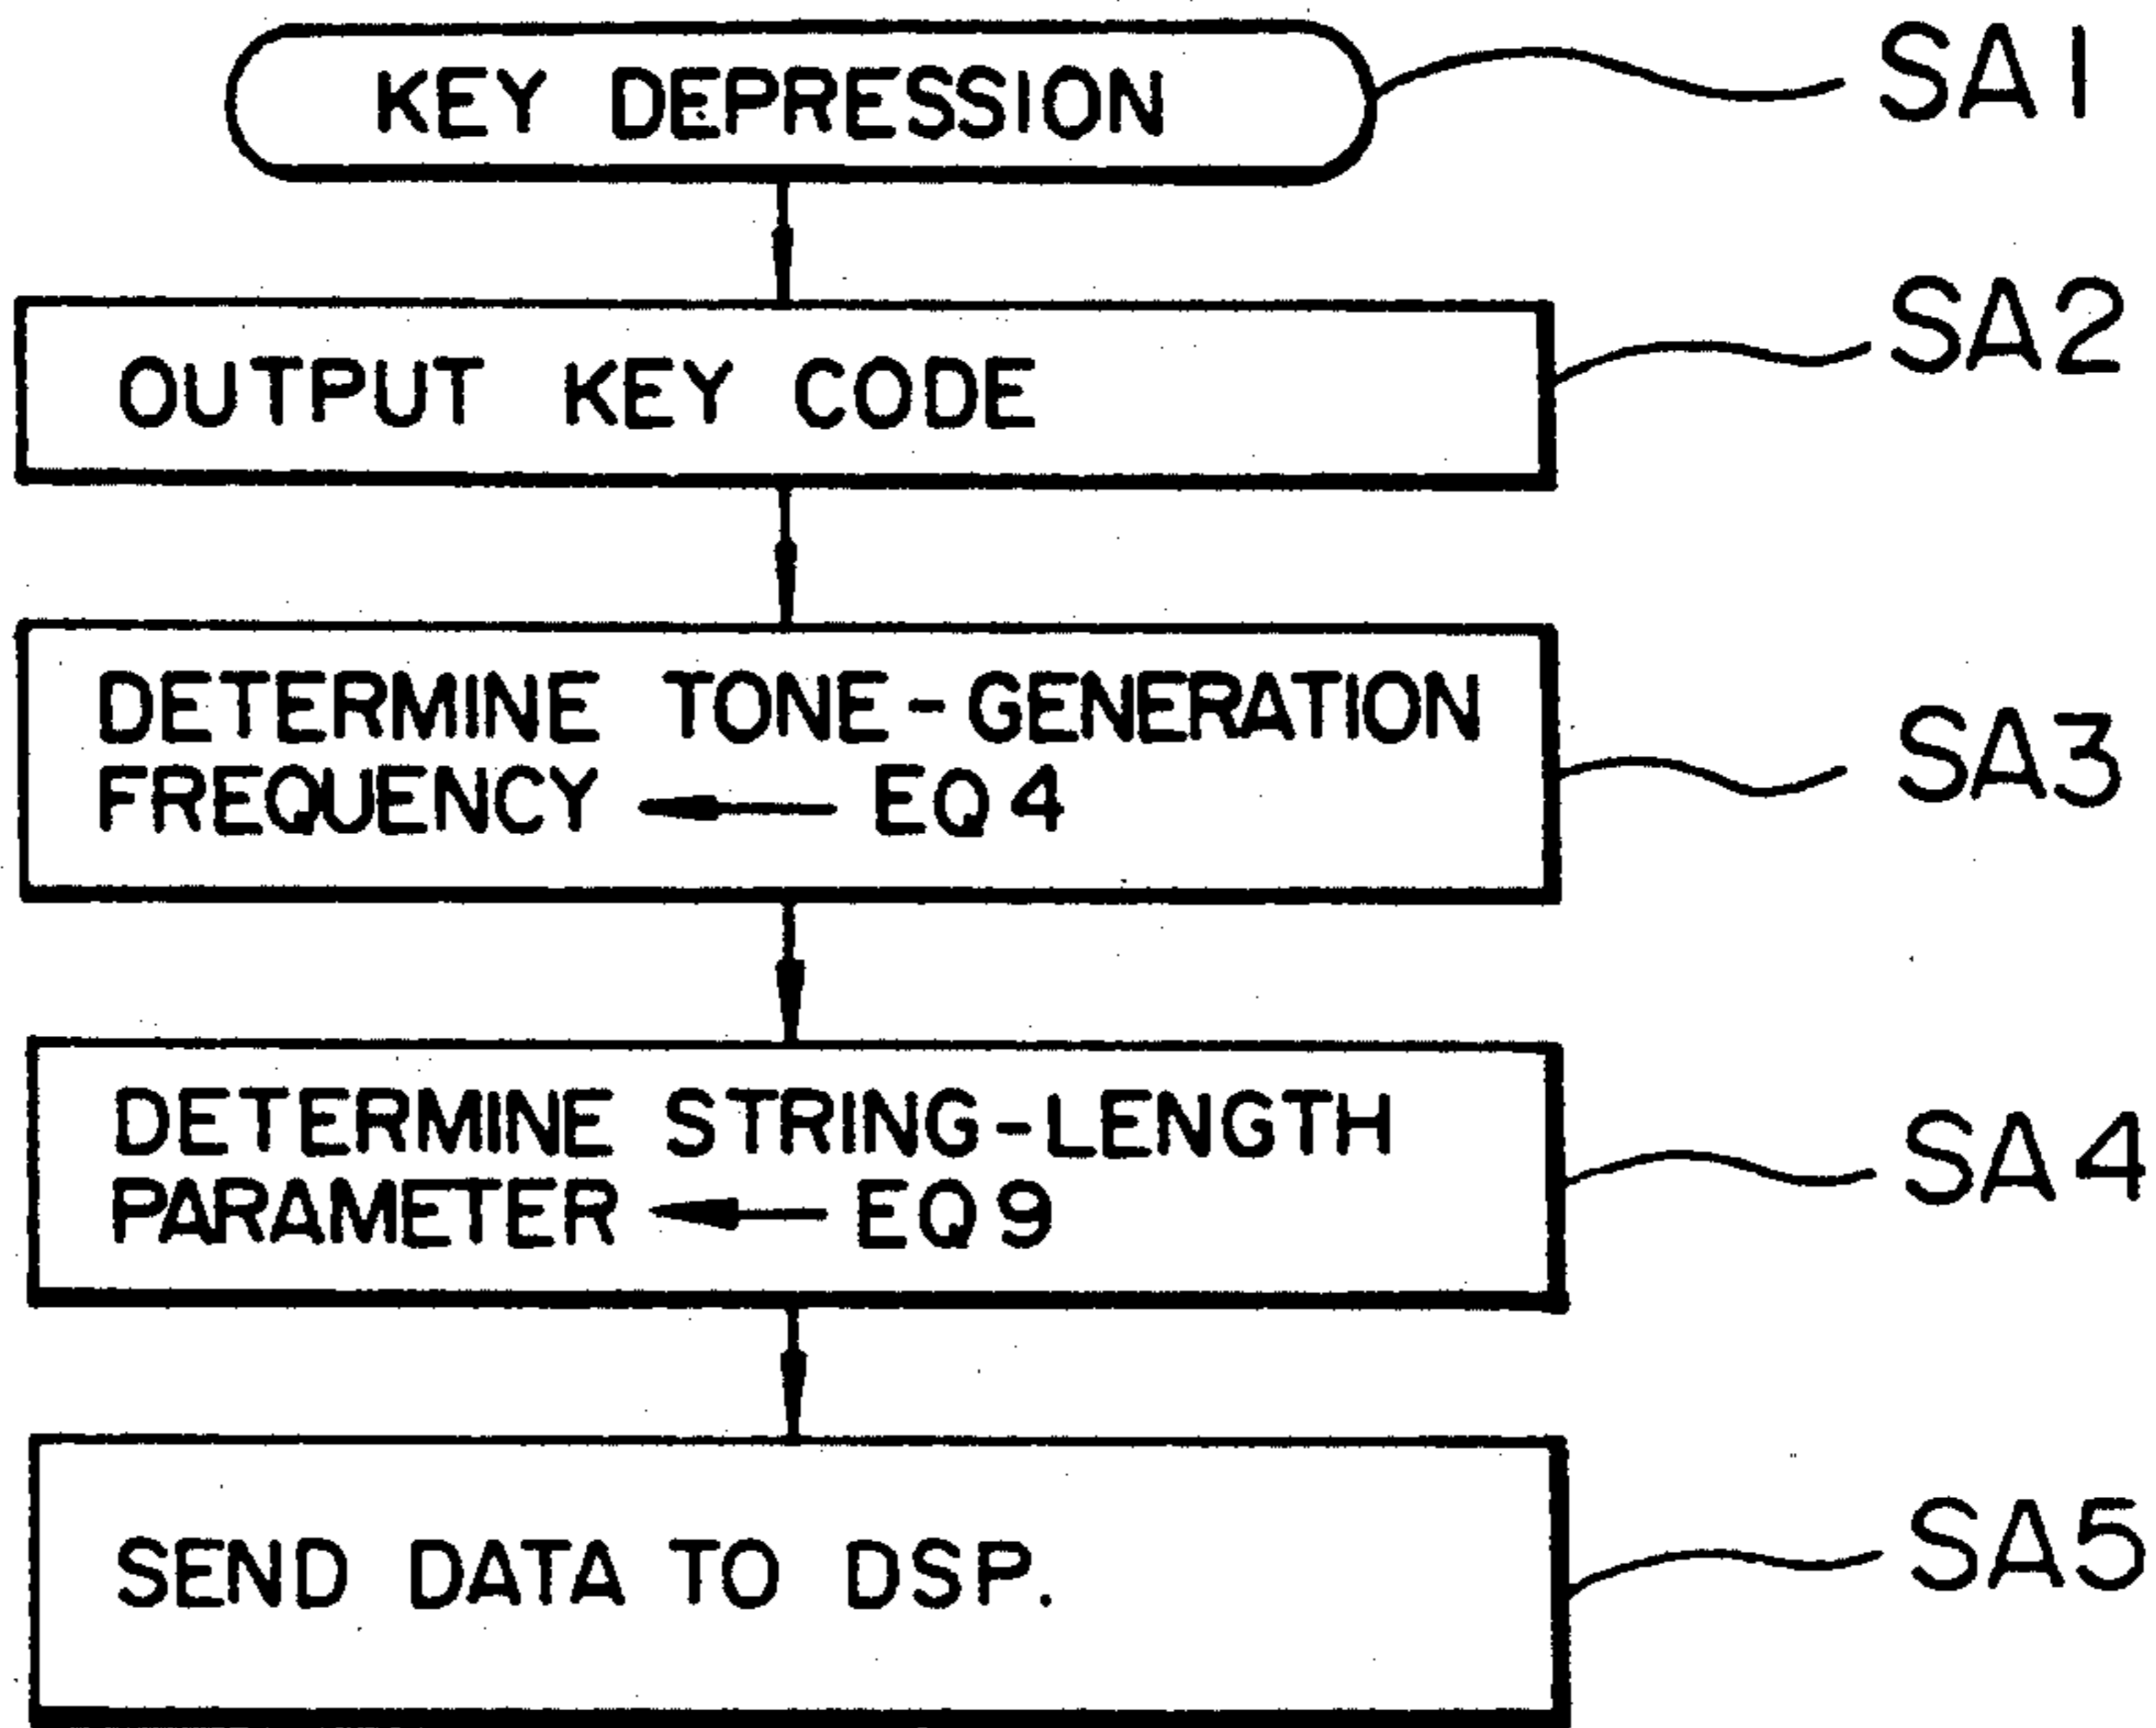 KEY DEPRESSION
SA1
OUTPUT KEY CODE
SA2
DETERMINE TONE-GENERATION
FREQUENCY ← EQ4
SA3
DETERMINE STRING-LENGTH
PARAMETER ← EQ9
SA4
SEND DATA TO DSP.
SA5